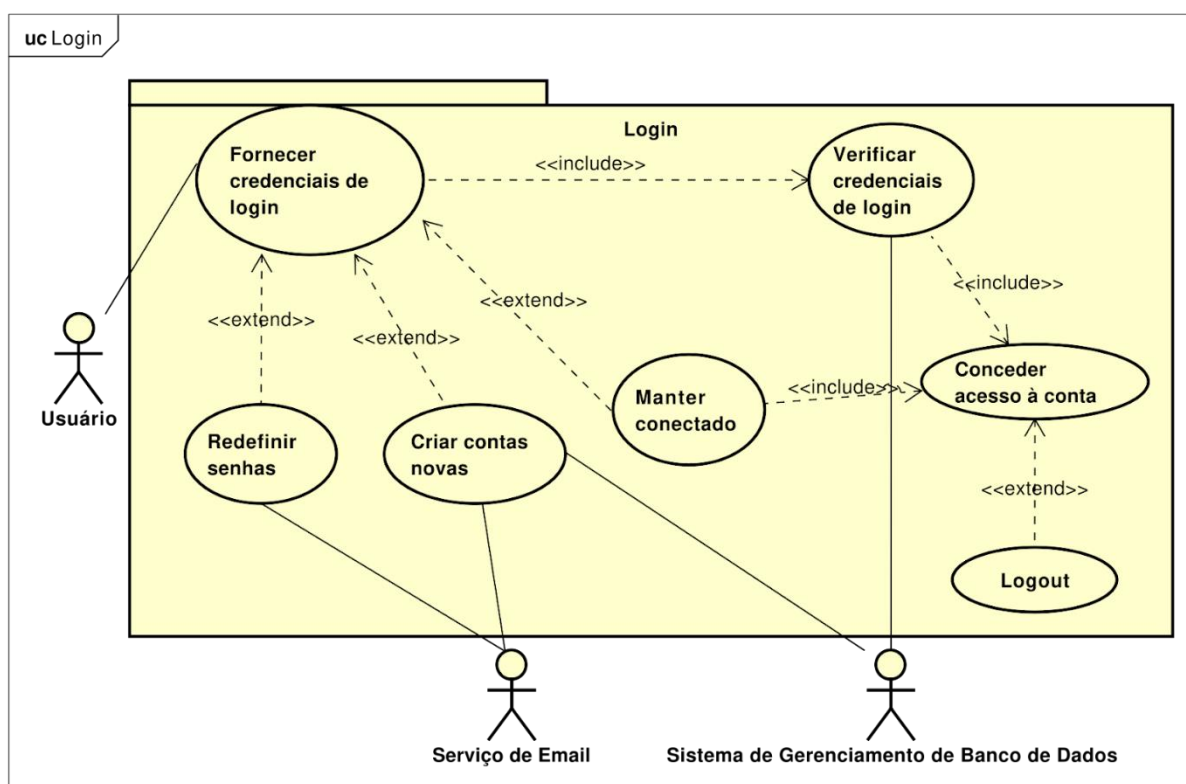 uc Login
Login
Fornecer
credenciais de
login
<<include>>
Verificar
credenciais
de login
<<include>>
<<extend>>
<<extend>>
<<extend>>
Usuário
Manter
conectado
<<include>>
Conceder
acesso à conta
Redefinir
senhas
Criar contas
novas
<<extend>>
Logout
Serviço de Email
Sistema de Gerenciamento de Banco de Dados